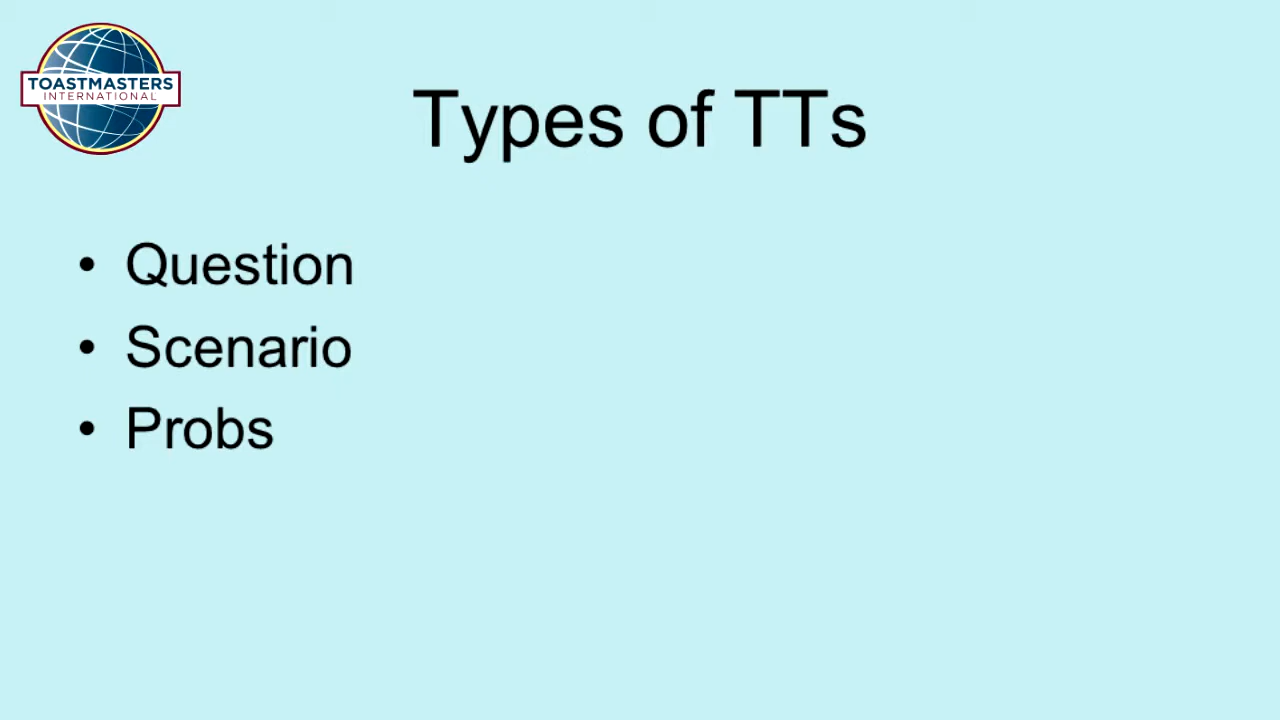 TOASTMASTERS
INTERNATIONAL
Types of TTs
• Question
• Scenario
• Probs